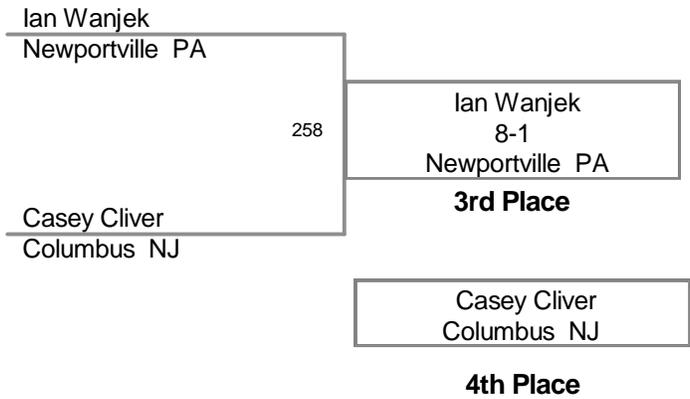 Ian Wanjek
Newportville PA
258
Ian Wanjek
8-1
Newportville PA
3rd Place
Casey Cliver
Columbus NJ
Casey Cliver
Columbus NJ
4th Place